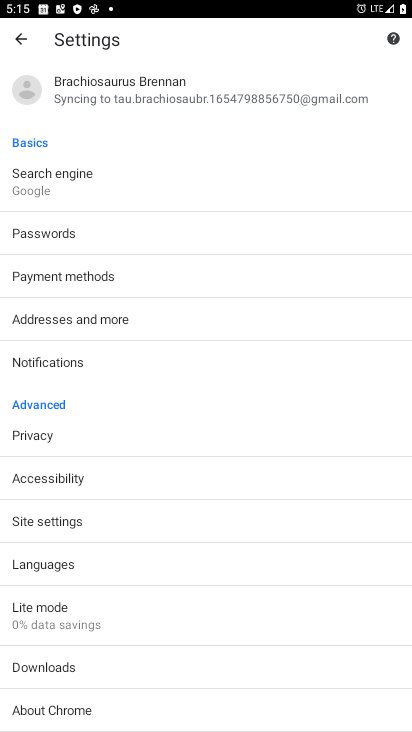 5:15
LTE
Settings
Brachiosaurus Brennan
Syncing to tau.brachiosaubr.1654798856750@gmail.com
Basics
Search engine
Google
Passwords
Payment methods
Addresses and more
Notifications
Advanced
Privacy
Accessibility
Site settings
Languages
Lite mode
0% data savings
Downloads
About Chrome